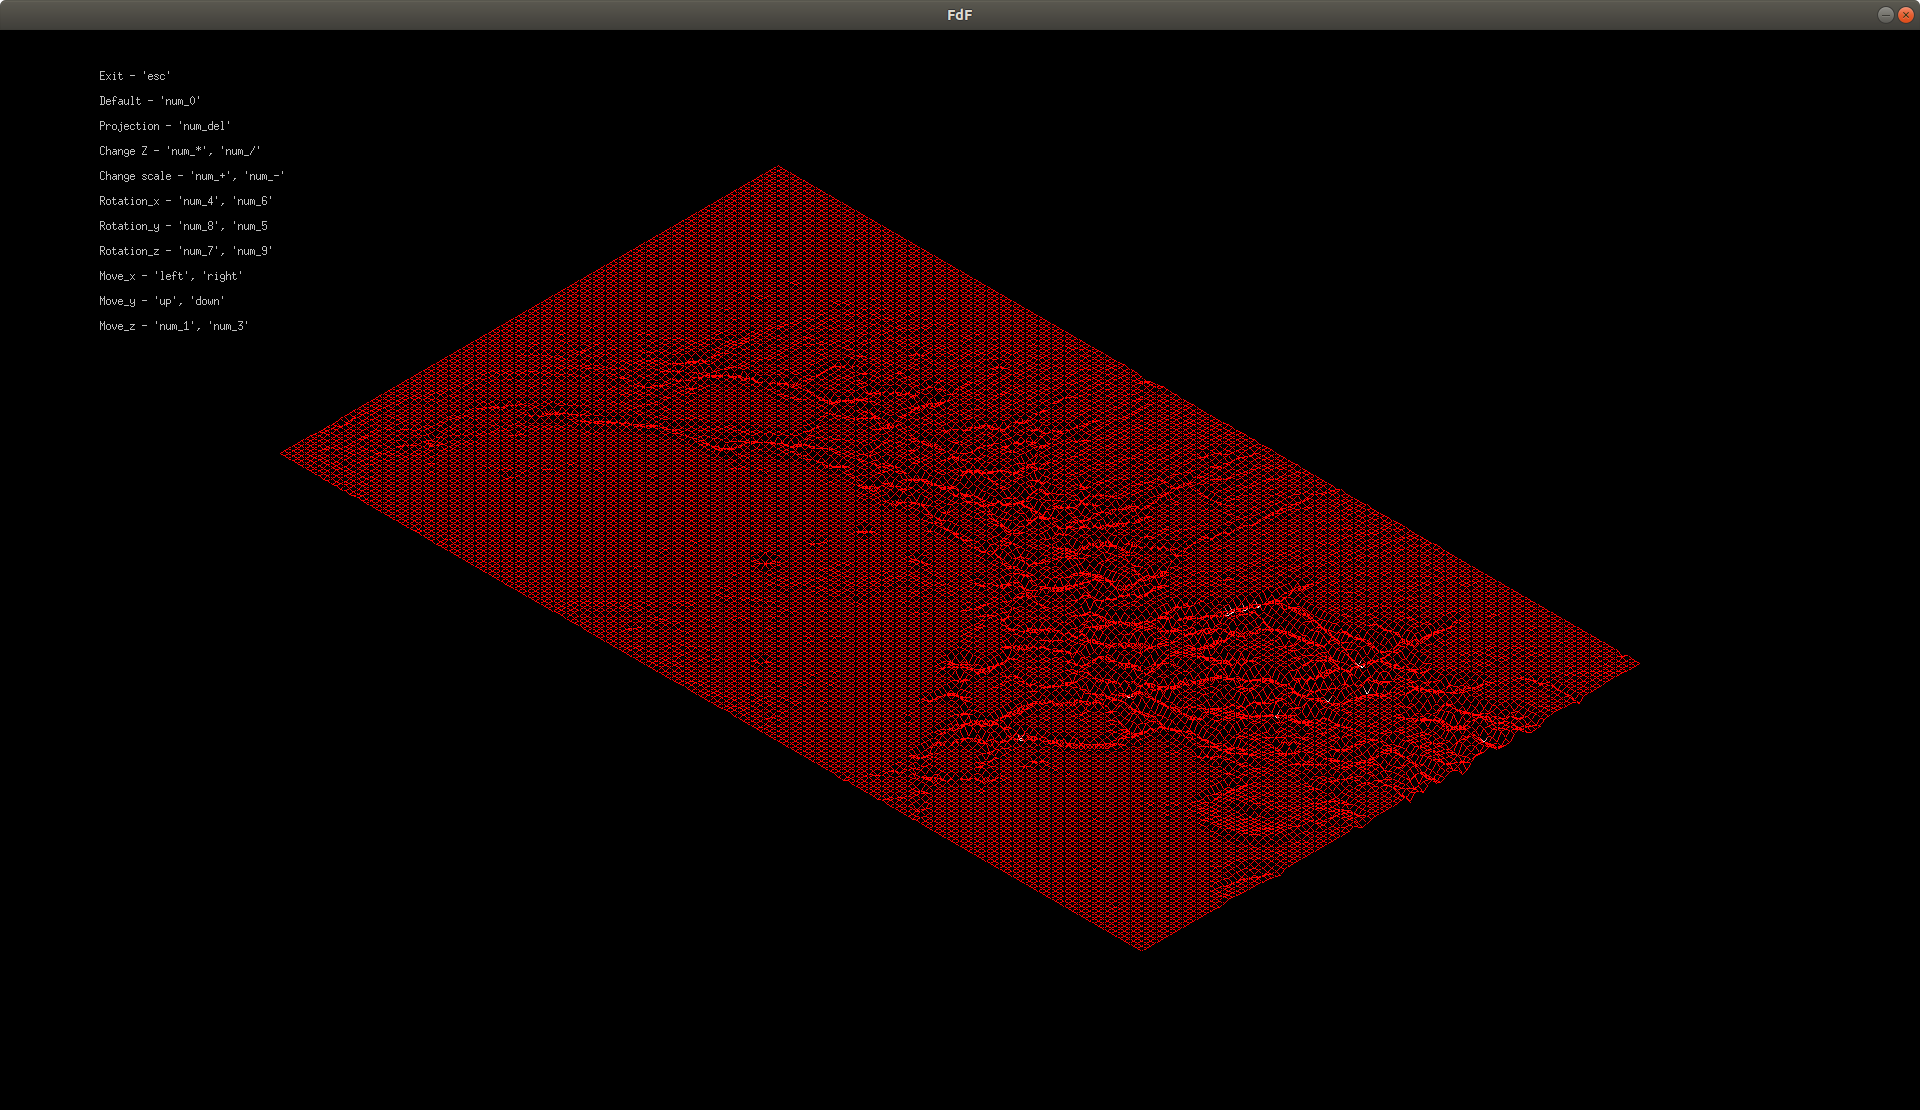 FdF
Exit - 'esc'
Default - 'num_0'
Projection - 'num_del'
Change Z - 'num_*', 'num_/'
Change scale - 'num_+', 'num_-'
Rotation_x - 'num_4', 'num_6'
Rotation_y - 'num_8', 'num_5
Rotation_z - 'num_7', 'num_9'
Move_x - 'left', 'right'
Move_y - 'up', 'down'
Move_z - 'num_1', 'num_3'